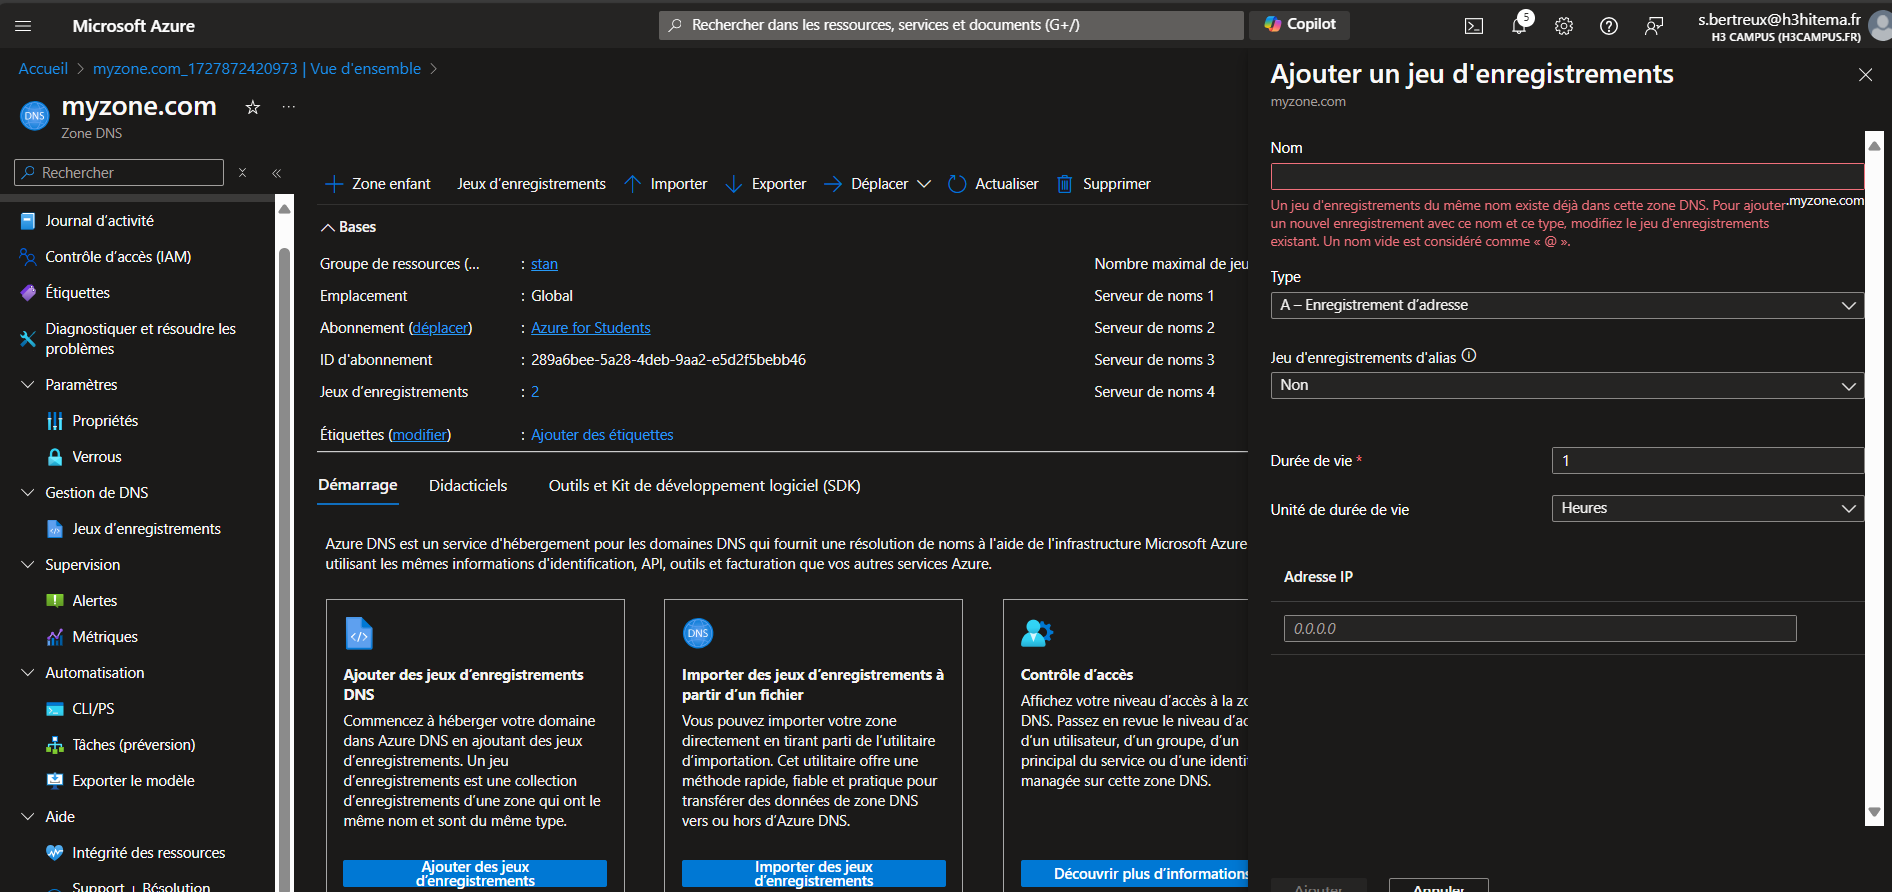 Microsoft Azure
Rechercher dans les ressources, services et documents (G+/)
Copilot
5
s.bertreux@h3hitema.fr
H3 CAMPUS (H3CAMPUS.FR)
Accueil > myzone.com_1727872420973 | Vue d'ensemble >
myzone.com
DNS
Zone DNS
Rechercher
Journal d'activité
Contrôle d'accès (IAM)
Étiquettes
Diagnostiquer et résoudre les
problèmes
Paramètres
Propriétés
Verrous
Gestion de DNS
Jeux d'enregistrements
Supervision
Alertes
Métriques
Automatisation
CLI/PS
Tâches (préversion)
Exporter le modèle
Aide
Intégrité des ressources
Support + Résolution
Zone enfant
Jeux d'enregistrements
Importer
Exporter
Déplacer
Actualiser
Supprimer
Bases
Groupe de ressources (... : stan
Emplacement : Global
Abonnement (déplacer) : Azure for Students
ID d'abonnement : 289a6bee-5a28-4deb-9aa2-e5d2f5bebb46
Jeux d'enregistrements : 2
Étiquettes (modifier) : Ajouter des étiquettes
Nombre maximal de jeu
Serveur de noms 1
Serveur de noms 2
Serveur de noms 3
Serveur de noms 4
Démarrage
Didacticiels
Outils et Kit de développement logiciel (SDK)
Azure DNS est un service d'hébergement pour les domaines DNS qui fournit une résolution de noms à l'aide de l'infrastructure Microsoft Azure
utilisant les mêmes informations d'identification, API, outils et facturation que vos autres services Azure.
Ajouter des jeux d'enregistrements
DNS
Commencez à héberger votre domaine
dans Azure DNS en ajoutant des jeux
d'enregistrements. Un jeu
d'enregistrements est une collection
d'enregistrements d'une zone qui ont le
même nom et sont du même type.
Ajouter des jeux
d'enregistrements
DNS
Importer des jeux d'enregistrements à
partir d'un fichier
Vous pouvez importer votre zone
directement en tirant parti de l'utilitaire
d'importation. Cet utilitaire offre une
méthode rapide, fiable et pratique pour
transférer des données de zone DNS
vers ou hors d'Azure DNS.
Importer des jeux
d'enregistrements
Contrôle d'accès
Affichez votre niveau d'accès à la zo
DNS. Passez en revue le niveau d'ac
d'un utilisateur, d'un groupe, d'un
principal du service ou d'une identit
managée sur cette zone DNS.
Découvrir plus d'informations
Ajouter un jeu d'enregistrements
myzone.com
Nom
.myzone.com
Un jeu d'enregistrements du même nom existe déjà dans cette zone DNS. Pour ajouter
un nouvel enregistrement avec ce nom et ce type, modifiez le jeu d'enregistrements
existant. Un nom vide est considéré comme « @ ».
Type
A – Enregistrement d'adresse
Jeu d'enregistrements d'alias
Non
Durée de vie *
1
Unité de durée de vie
Heures
Adresse IP
0.0.0.0
Ajouter
Annuler